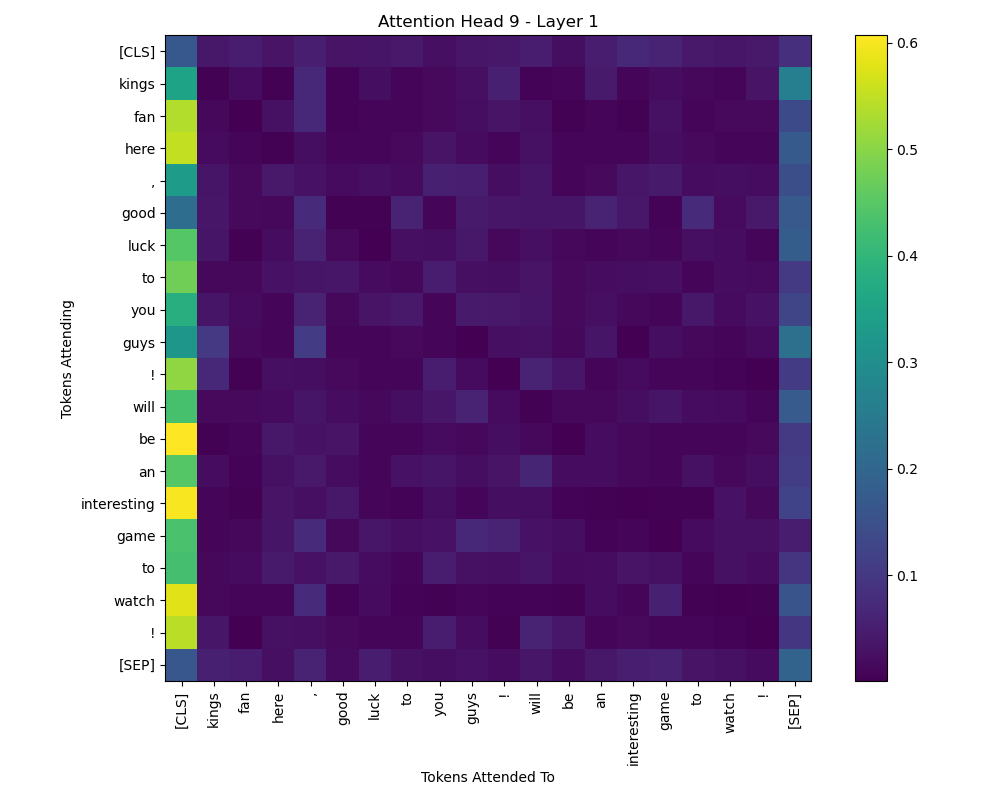 Attention Head 9 - Layer 1
Tokens Attending
[CLS]
kings
fan
here
,
good
luck
to
you
guys
!
will
be
an
interesting
game
to
watch
!
[SEP]
[CLS]
kings
fan
here
,
good
luck
to
you
guys
!
will
be
an
interesting
game
to
watch
!
[SEP]
Tokens Attended To
0.6
0.5
0.4
0.3
0.2
0.1